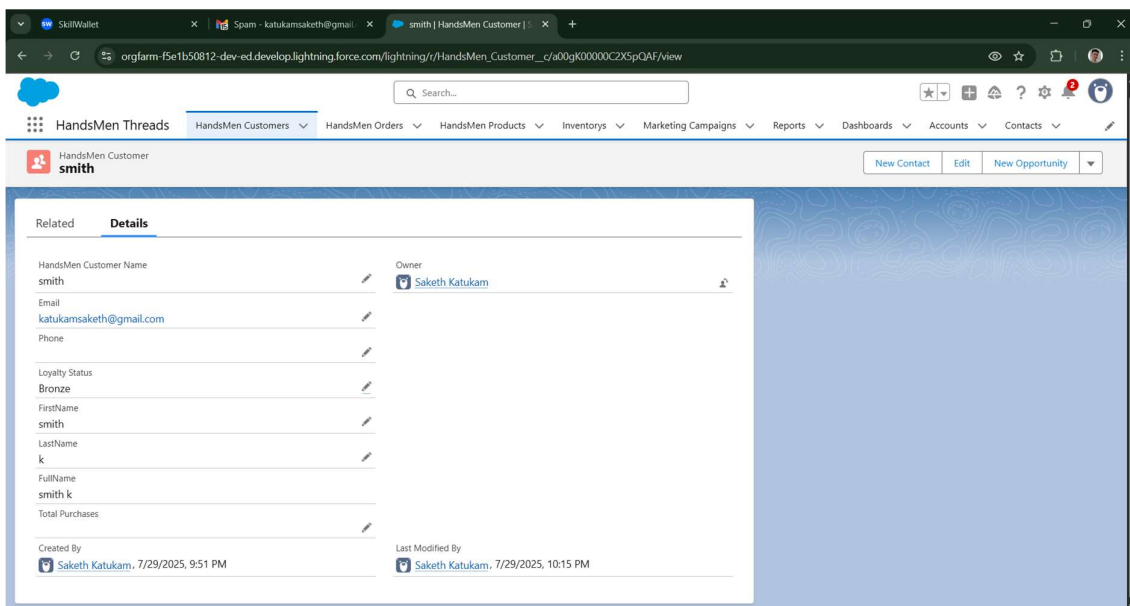 SkillWallet
Spam - katukamsaketh@gmail.
smith | HandsMen Customer | S
orgfarm-f5e1b50812-dev-ed.develop.lightning.force.com/lightning/r/HandsMen_Customer__c/a00gK00000C2X5pQAF/view
Search...
2
HandsMen Threads
HandsMen Customers
HandsMen Orders
HandsMen Products
Inventorys
Marketing Campaigns
Reports
Dashboards
Accounts
Contacts
HandsMen Customer
smith
New Contact
Edit
New Opportunity
Related
Details
HandsMen Customer Name
smith
Owner
Saketh Katukam
Email
katukamsaketh@gmail.com
Phone
Loyalty Status
Bronze
FirstName
smith
LastName
k
FullName
smith k
Total Purchases
Created By
Saketh Katukam, 7/29/2025, 9:51 PM
Last Modified By
Saketh Katukam, 7/29/2025, 10:15 PM